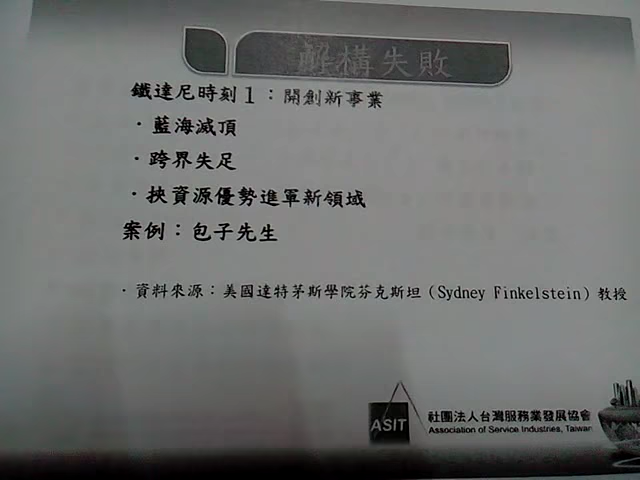 解構失敗
鐵達尼時刻1：開創新事業
·藍海滅頂
·跨界失足
·挾資源優勢進軍新領域
案例：包子先生
·資料來源：美國達特茅斯學院芬克斯坦（Sydney Finkelstein）教授
ASIT
社團法人台灣服務業發展協會
Association of Service Industries, Taiwan